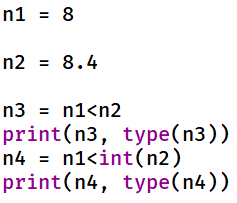 n1 = 8
n2 = 8.4
n3 = n1<n2
print(n3, type(n3))
n4 = n1<int(n2)
print(n4, type(n4))